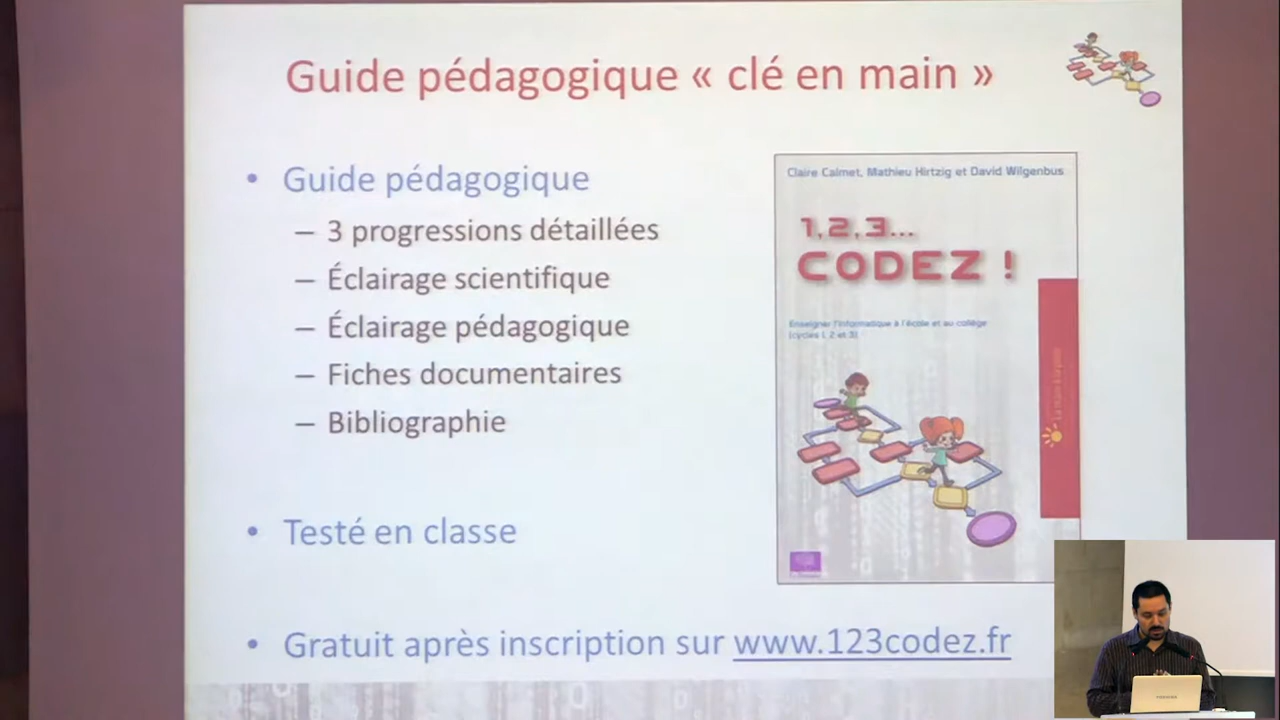 Guide pédagogique « clé en main »
• Guide pédagogique
– 3 progressions détaillées
– Éclairage scientifique
– Éclairage pédagogique
– Fiches documentaires
– Bibliographie
• Testé en classe
• Gratuit après inscription sur www.123codez.fr
Claire Calmet, Mathieu Hirtzig et David Wilgenbus
1,2,3...
CODEZ !
Enseigner l'informatique à l'école et au collège
(cycles 1, 2 et 3)
TOSHIBA